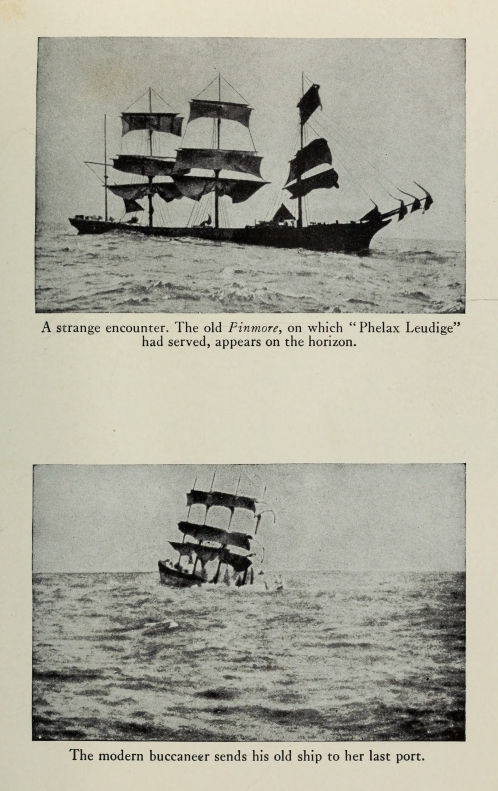 A strange encounter. The old Pinmore, on which "Phelax Leudige"
had served, appears on the horizon.
The modern buccaneer sends his old ship to her last port.